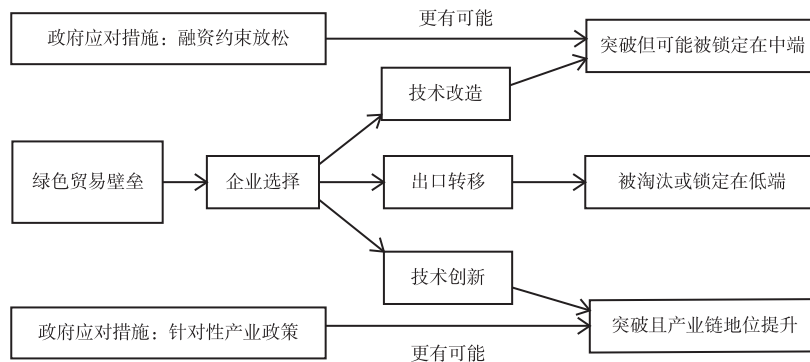 政府应对措施：融资约束放松
更有可能
突破但可能被锁定在中端
技术改造
绿色贸易壁垒
企业选择
出口转移
被淘汰或锁定在低端
技术创新
政府应对措施：针对性产业政策
更有可能
突破且产业链地位提升